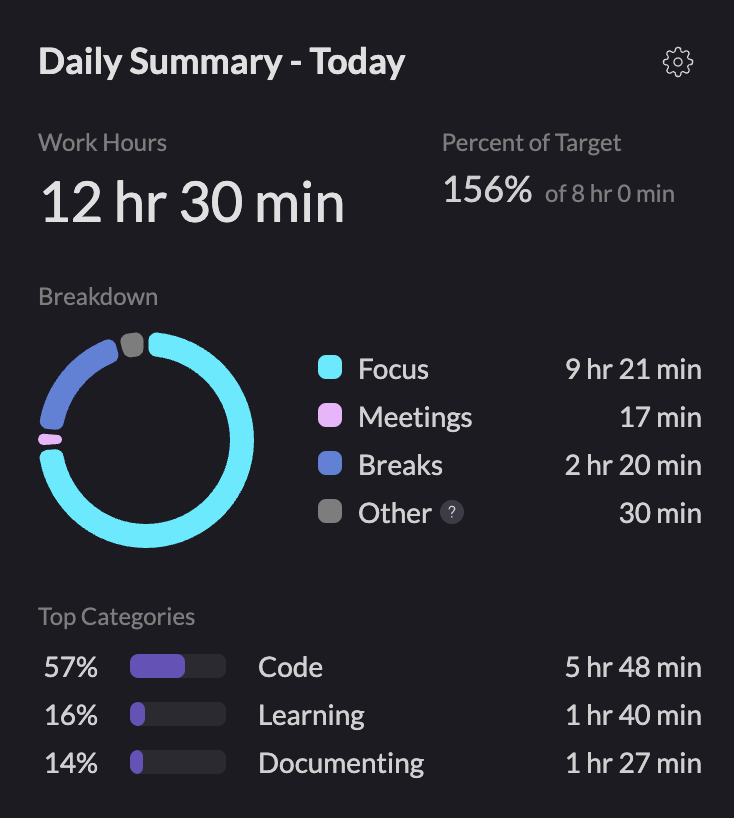 Daily Summary - Today
Work Hours
Percent of Target
12 hr 30 min
156% of 8 hr 0 min
Breakdown
Focus 9 hr 21 min
Meetings 17 min
Breaks 2 hr 20 min
Other ? 30 min
Top Categories
57% Code 5 hr 48 min
16% Learning 1 hr 40 min
14% Documenting 1 hr 27 min